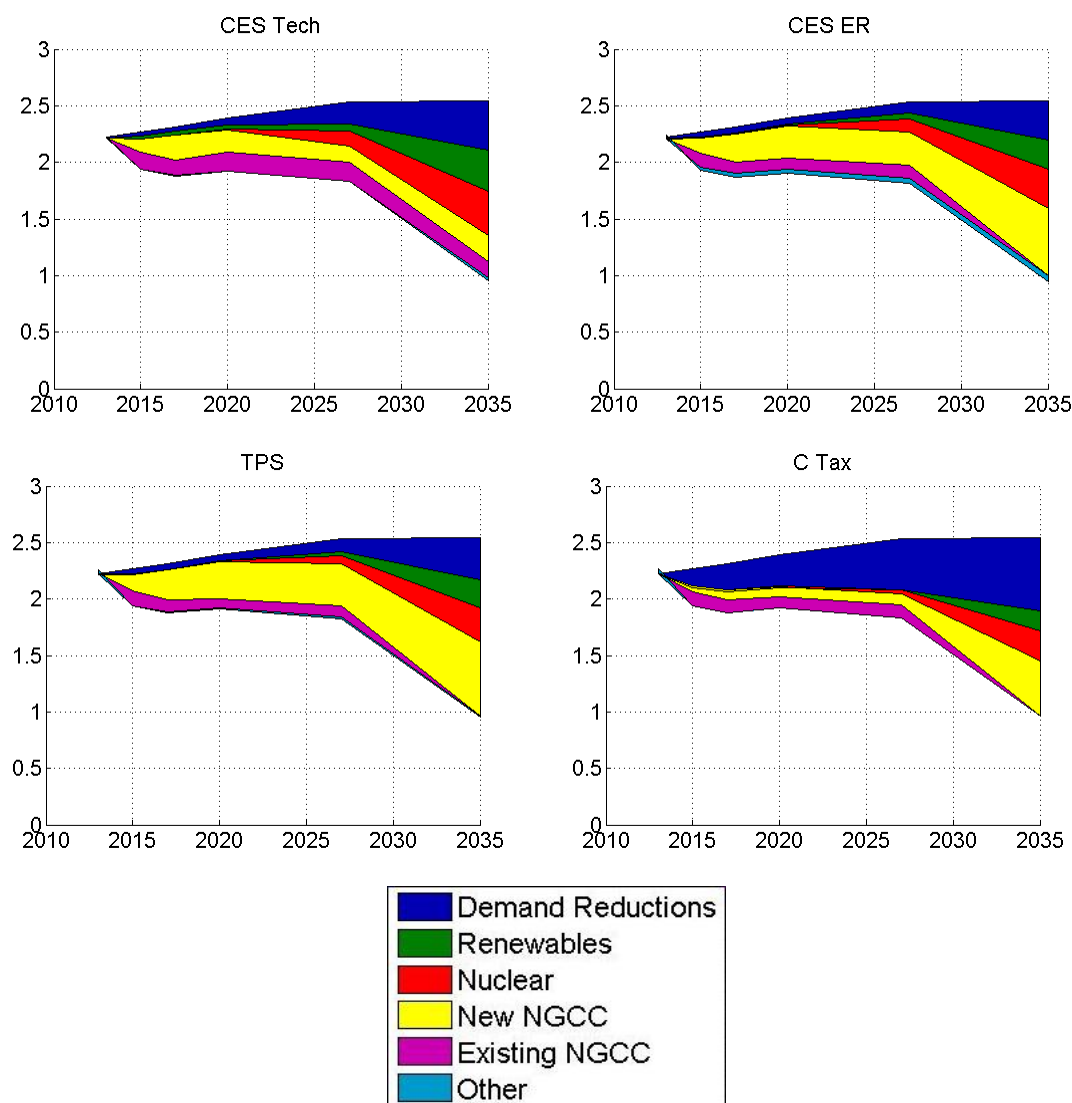 CES Tech
3
2.5
2
1.5
1
0.5
0
2010 2015 2020 2025 2030 2035
CES ER
3
2.5
2
1.5
1
0.5
0
2010 2015 2020 2025 2030 2035
TPS
3
2.5
2
1.5
1
0.5
0
2010 2015 2020 2025 2030 2035
C Tax
3
2.5
2
1.5
1
0.5
0
2010 2015 2020 2025 2030 2035
Demand Reductions
Renewables
Nuclear
New NGCC
Existing NGCC
Other